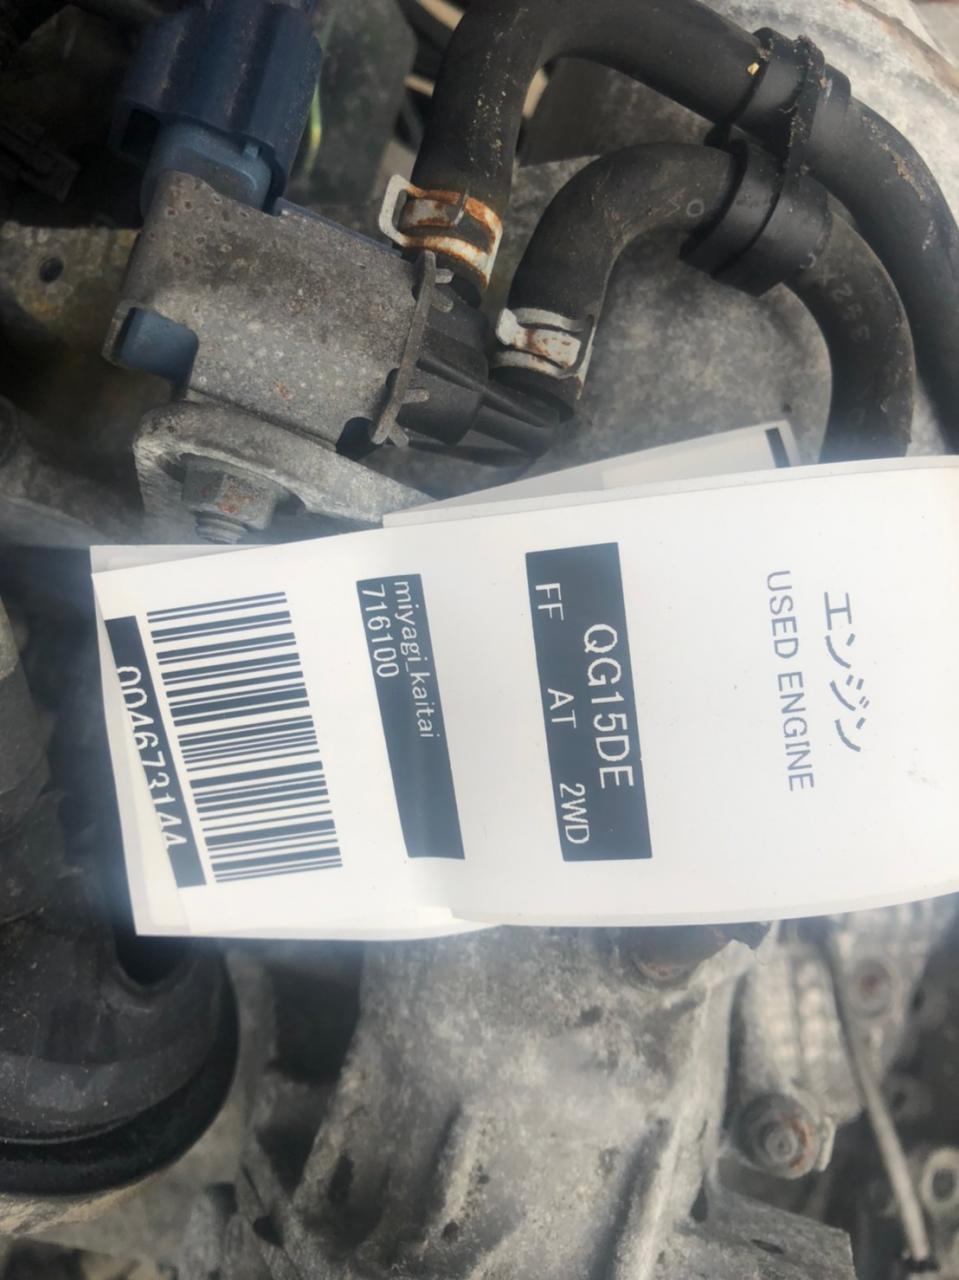 エンジン
USED ENGINE
QG15DE
FF AT 2WD
miyagi_kaitai
716100
004673144